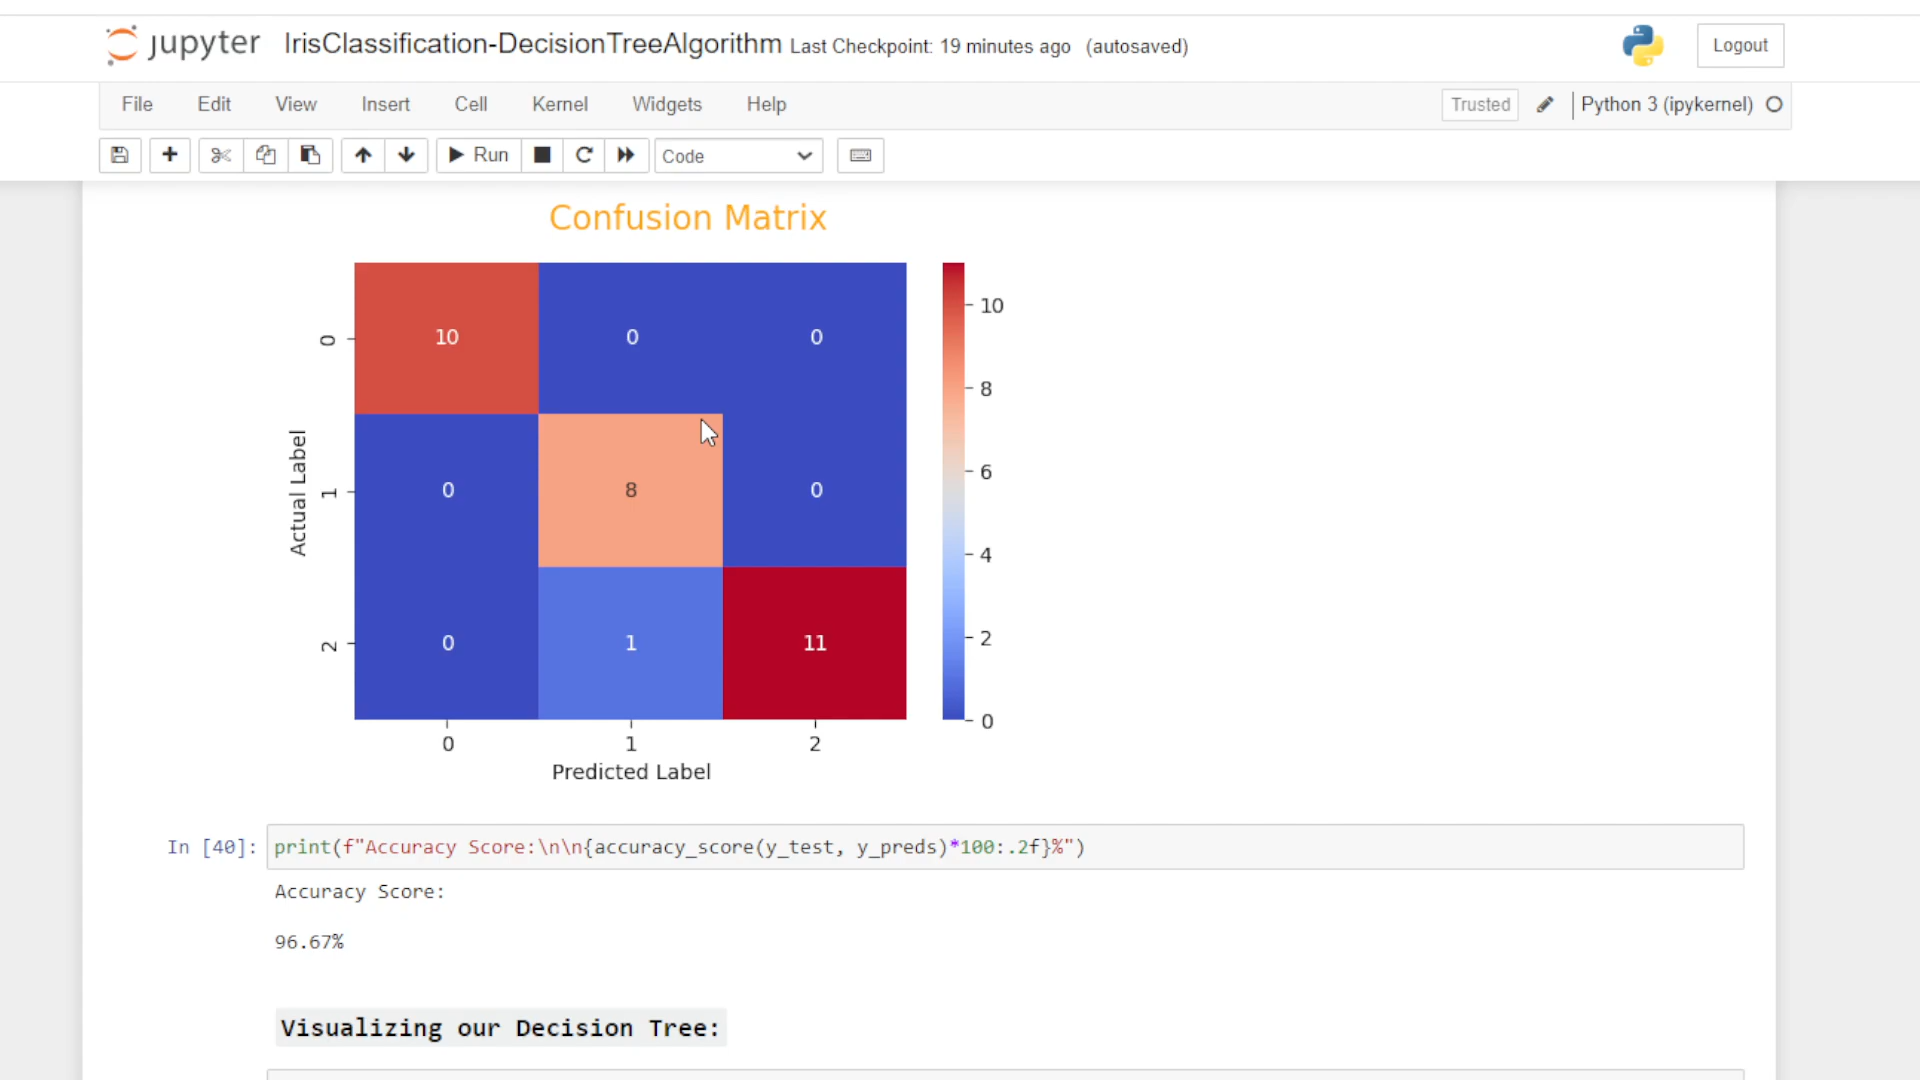 jupyter IrisClassification-DecisionTreeAlgorithm Last Checkpoint: 19 minutes ago (autosaved) Logout
File Edit View Insert Cell Kernel Widgets Help Trusted Python 3 (ipykernel)
Run Code
Confusion Matrix
10 0 0
0 8 0
0 1 11
0
1
2
Actual Label
0 1 2
Predicted Label
10
8
6
4
2
0
In [40]: print(f"Accuracy Score:\n\n{accuracy_score(y_test, y_preds)*100:.2f}%")
Accuracy Score:
96.67%
Visualizing our Decision Tree: